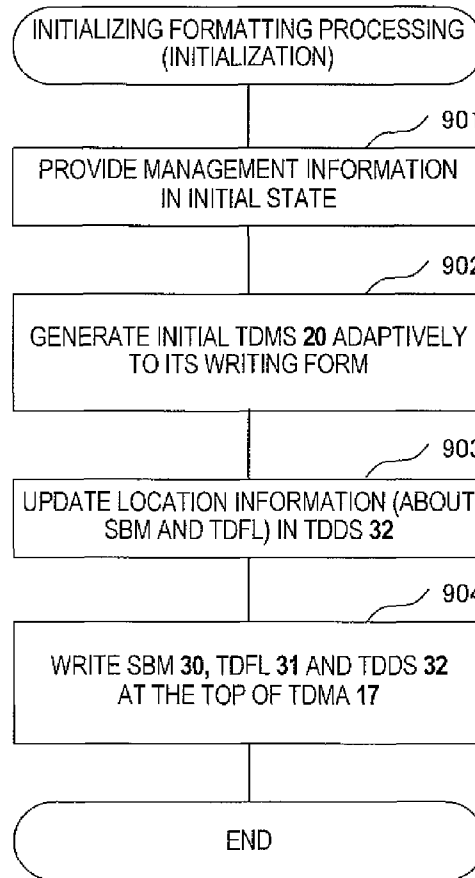 INITIALIZING FORMATTING PROCESSING
(INITIALIZATION)
901
PROVIDE MANAGEMENT INFORMATION
IN INITIAL STATE
902
GENERATE INITIAL TDMS 20 ADAPTIVELY
TO ITS WRITING FORM
903
UPDATE LOCATION INFORMATION (ABOUT
SBM AND TDFL) IN TDDS 32
904
WRITE SBM 30, TDFL 31 AND TDDS 32
AT THE TOP OF TDMA 17
END